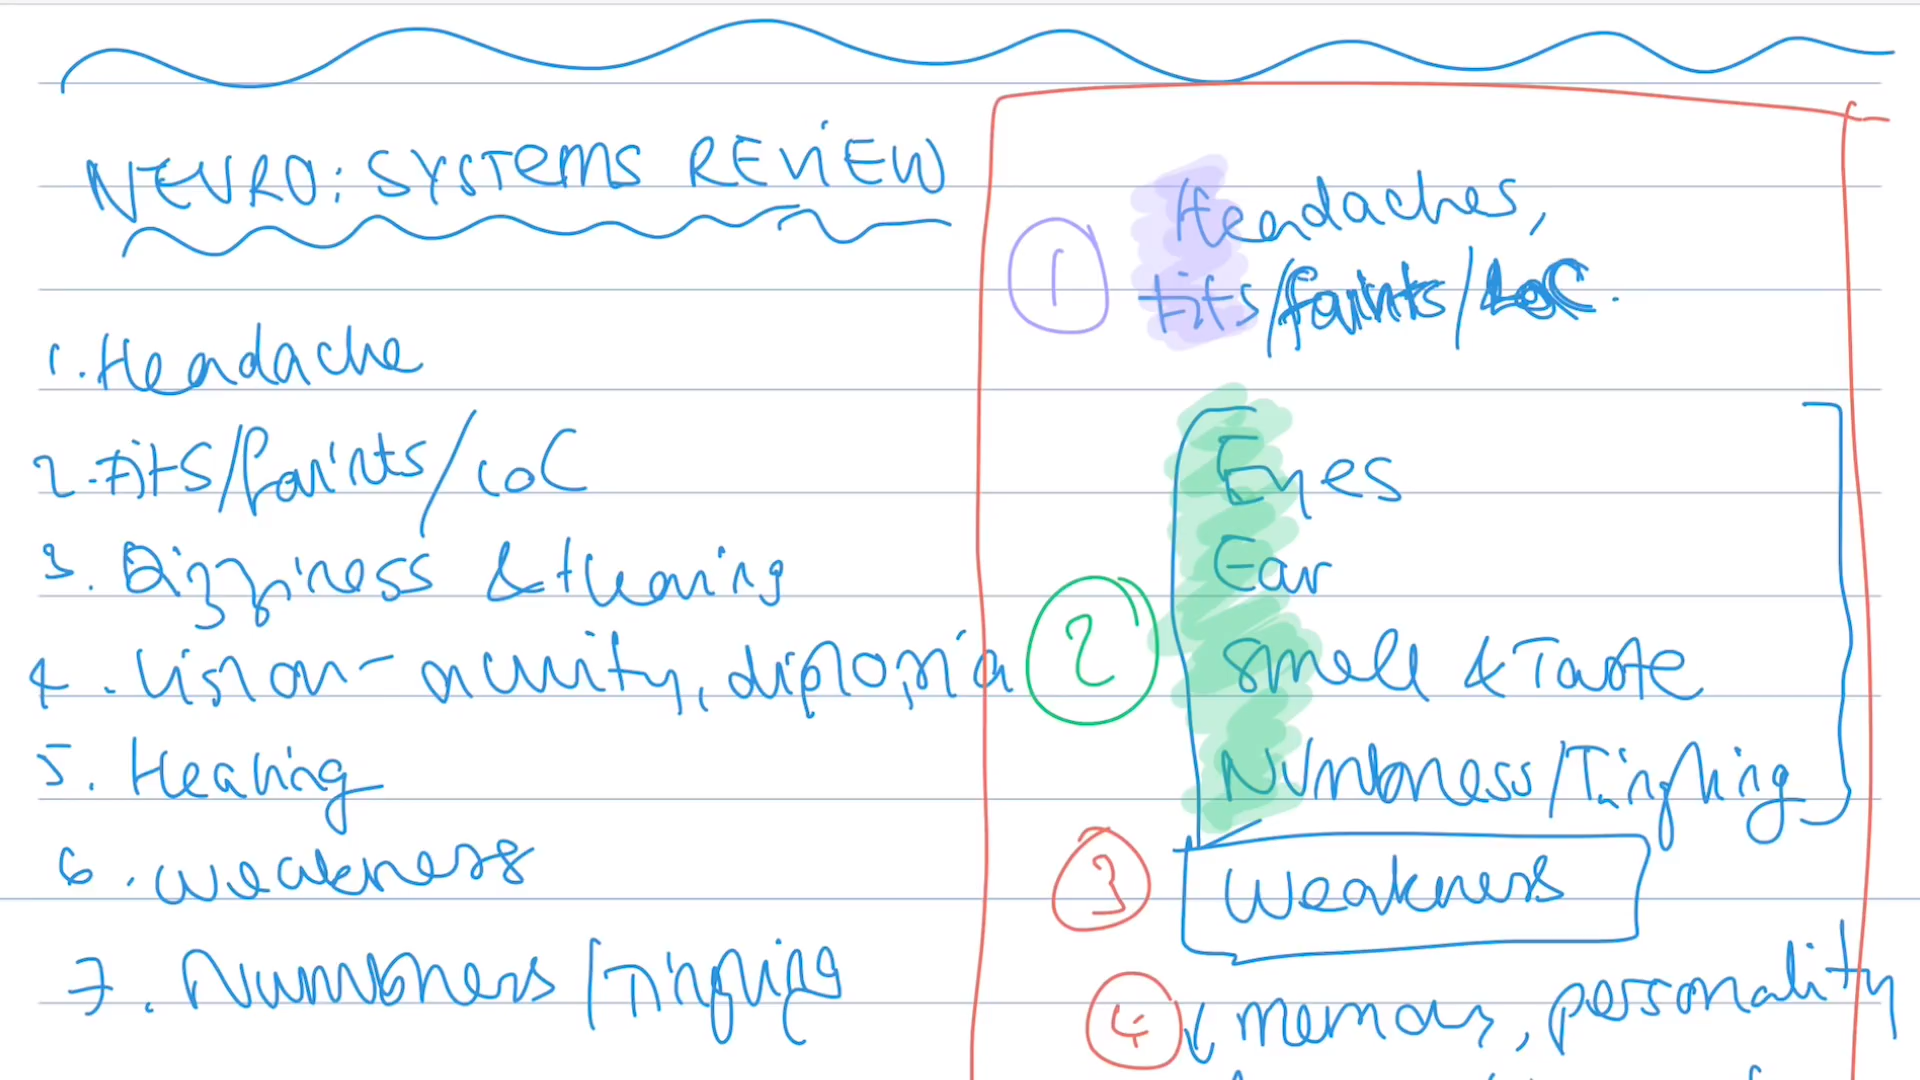 NEURO: SYSTEMS REVIEW
1. Headache
2. Fits/faints/LoC
3. Dizziness & Hearing
4. Vision - acuity, diplopia
5. Hearing
6. Weakness
7. Numbness/Tingling
1 Headaches,
Fits/faints/LOC.
2 Eyes
Ear
Smell & Taste
Numbness/Tingling
3 Weakness
4 (memory, personality